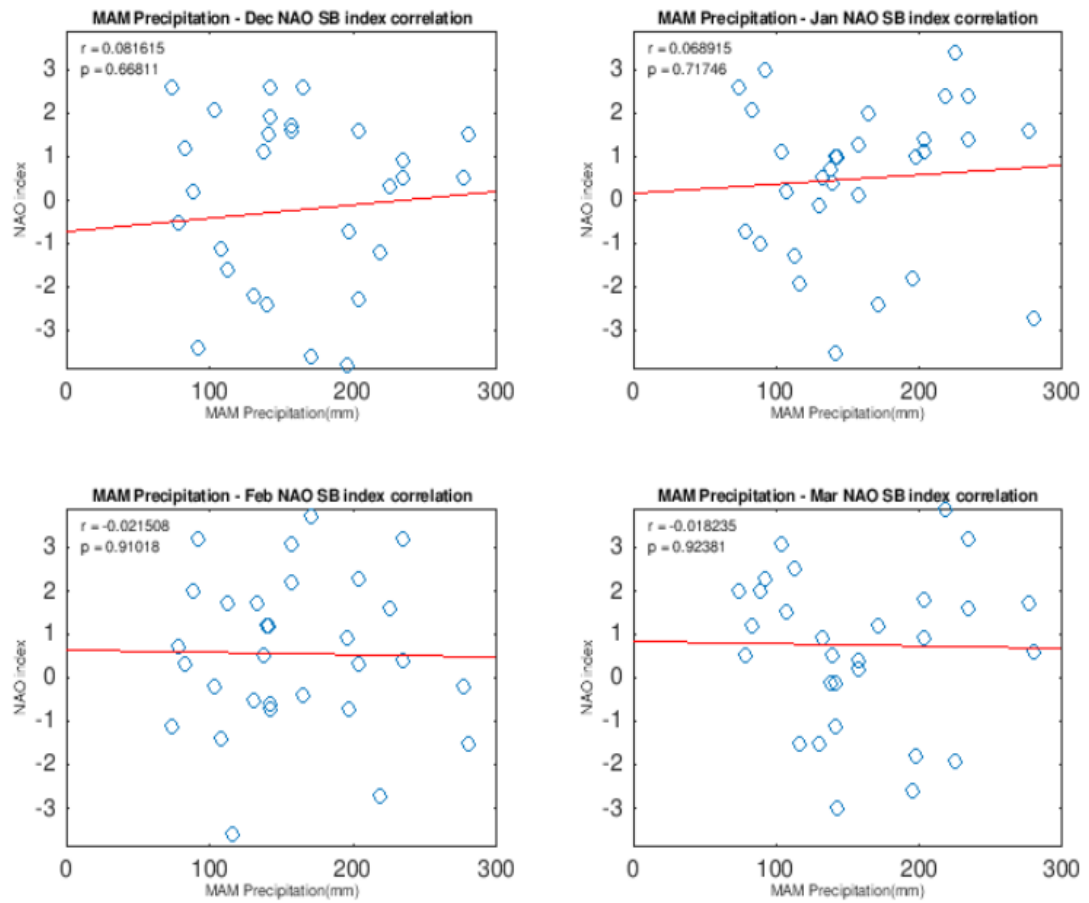 MAM Precipitation - Dec NAO SB index correlation
r = 0.081615
p = 0.66811
NAO index
3
2
1
0
-1
-2
-3
0 100 200 300
MAM Precipitation(mm)
MAM Precipitation - Jan NAO SB index correlation
r = 0.068915
p = 0.71746
NAO index
3
2
1
0
-1
-2
-3
0 100 200 300
MAM Precipitation(mm)
MAM Precipitation - Feb NAO SB index correlation
r = -0.021508
p = 0.91018
NAO index
3
2
1
0
-1
-2
-3
0 100 200 300
MAM Precipitation(mm)
MAM Precipitation - Mar NAO SB index correlation
r = -0.018235
p = 0.92381
NAO index
3
2
1
0
-1
-2
-3
0 100 200 300
MAM Precipitation(mm)